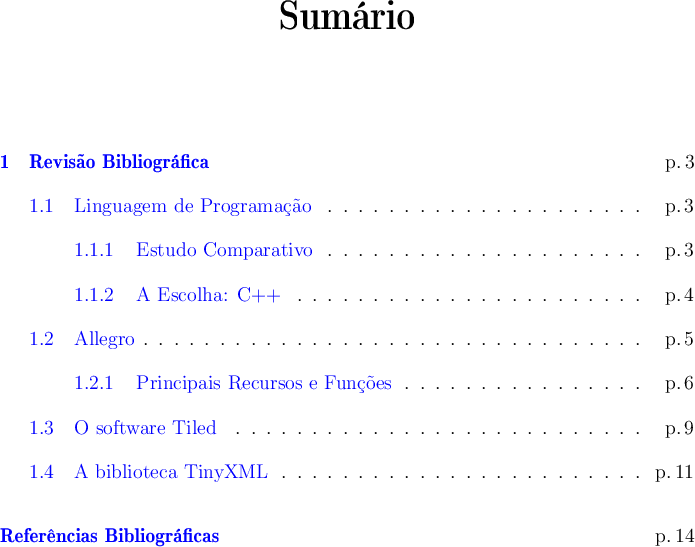 Sumário
1 Revisão Bibliográfica p. 3
1.1 Linguagem de Programação . . . . . . . . . . . . . . . . . . . . . p. 3
1.1.1 Estudo Comparativo . . . . . . . . . . . . . . . . . . . . . p. 3
1.1.2 A Escolha: C++ . . . . . . . . . . . . . . . . . . . . . . . p. 4
1.2 Allegro . . . . . . . . . . . . . . . . . . . . . . . . . . . . . . . . . p. 5
1.2.1 Principais Recursos e Funções . . . . . . . . . . . . . . . . p. 6
1.3 O software Tiled . . . . . . . . . . . . . . . . . . . . . . . . . . . p. 9
1.4 A biblioteca TinyXML . . . . . . . . . . . . . . . . . . . . . . . . p. 11
Referências Bibliográficas p. 14